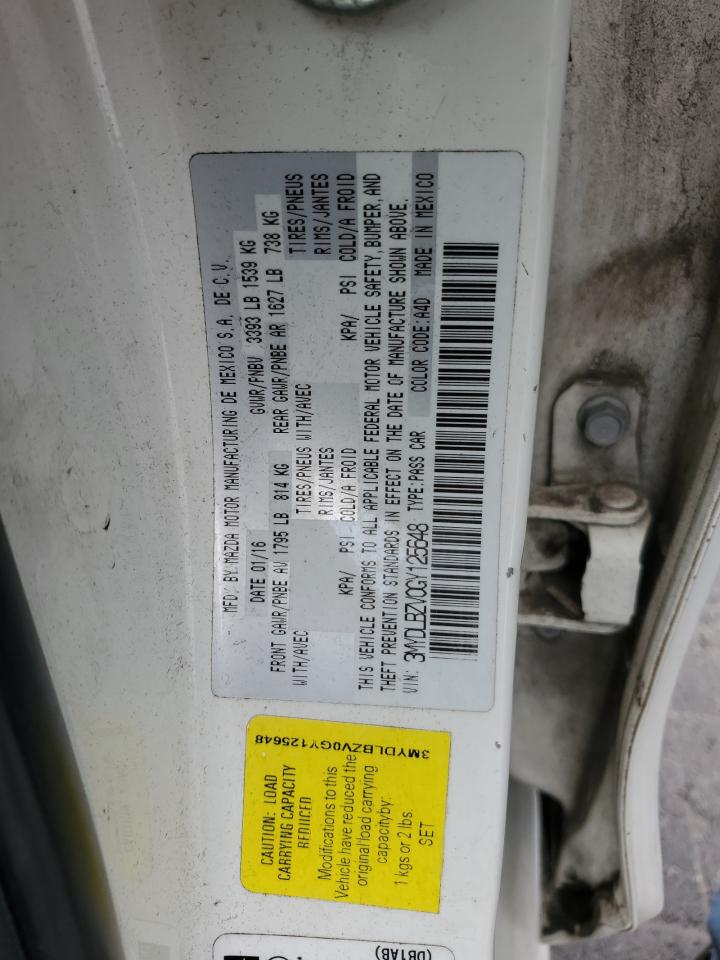 MFD. BY MAZDA MOTOR MANUFACTURING DE MEXICO S.A. DE C.V.
DATE 01/16 GVWR/PNBV 3393 LB 1539 KG
FRONT GAWR/PNBE AV 1795 LB 814 KG REAR GAWR/PNBE AR 1627 LB 738 KG
WITH/AVEC TIRES/PNEUS WITH/AVEC TIRES/PNEUS
RIMS/JANTES RIMS/JANTES
KPA/ PSI COLD/A FROID KPA/ PSI COLD/A FROID
THIS VEHICLE CONFORMS TO ALL APPLICABLE FEDERAL MOTOR VEHICLE SAFETY, BUMPER, AND
THEFT PREVENTION STANDARDS IN EFFECT ON THE DATE OF MANUFACTURE SHOWN ABOVE.
VIN: 3MYDLBZV0GY125648 TYPE:PASS CAR COLOR CODE:A4D MADE IN MEXICO
3MYDLBZV0GY125648
CAUTION: LOAD
CARRYING CAPACITY
REDUCED
Modifications to this
Vehicle have reduced the
original load carrying
capacity by:
1 kgs or 2 lbs.
SET
(DB1AB)